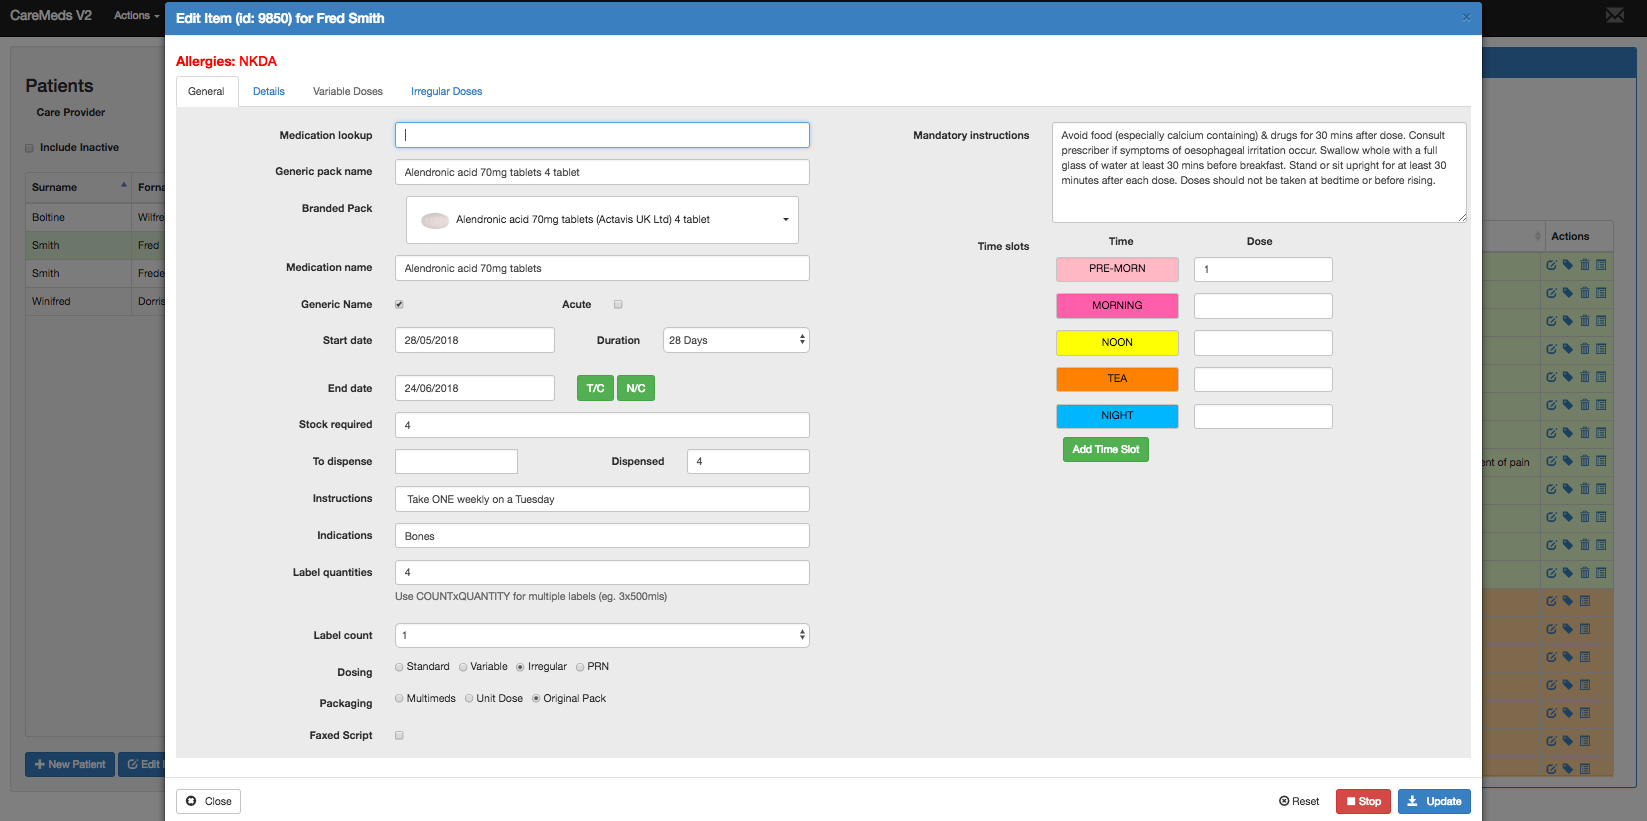 CareMeds V2
Actions
Edit Item (id: 9850) for Fred Smith
×
Allergies: NKDA
General
Details
Variable Doses
Irregular Doses
Patients
Care Provider
Include Inactive
Surname
Boltine
Smith Fred
Smith
Winifred
New Patient
Edit
Medication lookup
Generic pack name Alendronic acid 70mg tablets 4 tablet
Branded Pack Alendronic acid 70mg tablets (Actavis UK Ltd) 4 tablet
Medication name Alendronic acid 70mg tablets
Generic Name Acute
Start date 28/05/2018 Duration 28 Days
End date 24/06/2018 T/C N/C
Stock required 4
To dispense Dispensed 4
Instructions Take ONE weekly on a Tuesday
Indications Bones
Label quantities 4
Use COUNTxQUANTITY for multiple labels (eg. 3x500mls)
Label count 1
Dosing Standard Variable Irregular PRN
Packaging Multimeds Unit Dose Original Pack
Faxed Script
Mandatory instructions
Avoid food (especially calcium containing) & drugs for 30 mins after dose. Consult
prescriber if symptoms of oesophageal irritation occur. Swallow whole with a full
glass of water at least 30 mins before breakfast. Stand or sit upright for at least 30
minutes after each dose. Doses should not be taken at bedtime or before rising.
Time slots Time Dose
PRE-MORN 1
MORNING
NOON
TEA
NIGHT
Add Time Slot
Actions
of pain
Close
Reset
Stop
Update